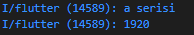 I/flutter (14589): a serisi
I/flutter (14589): 1920